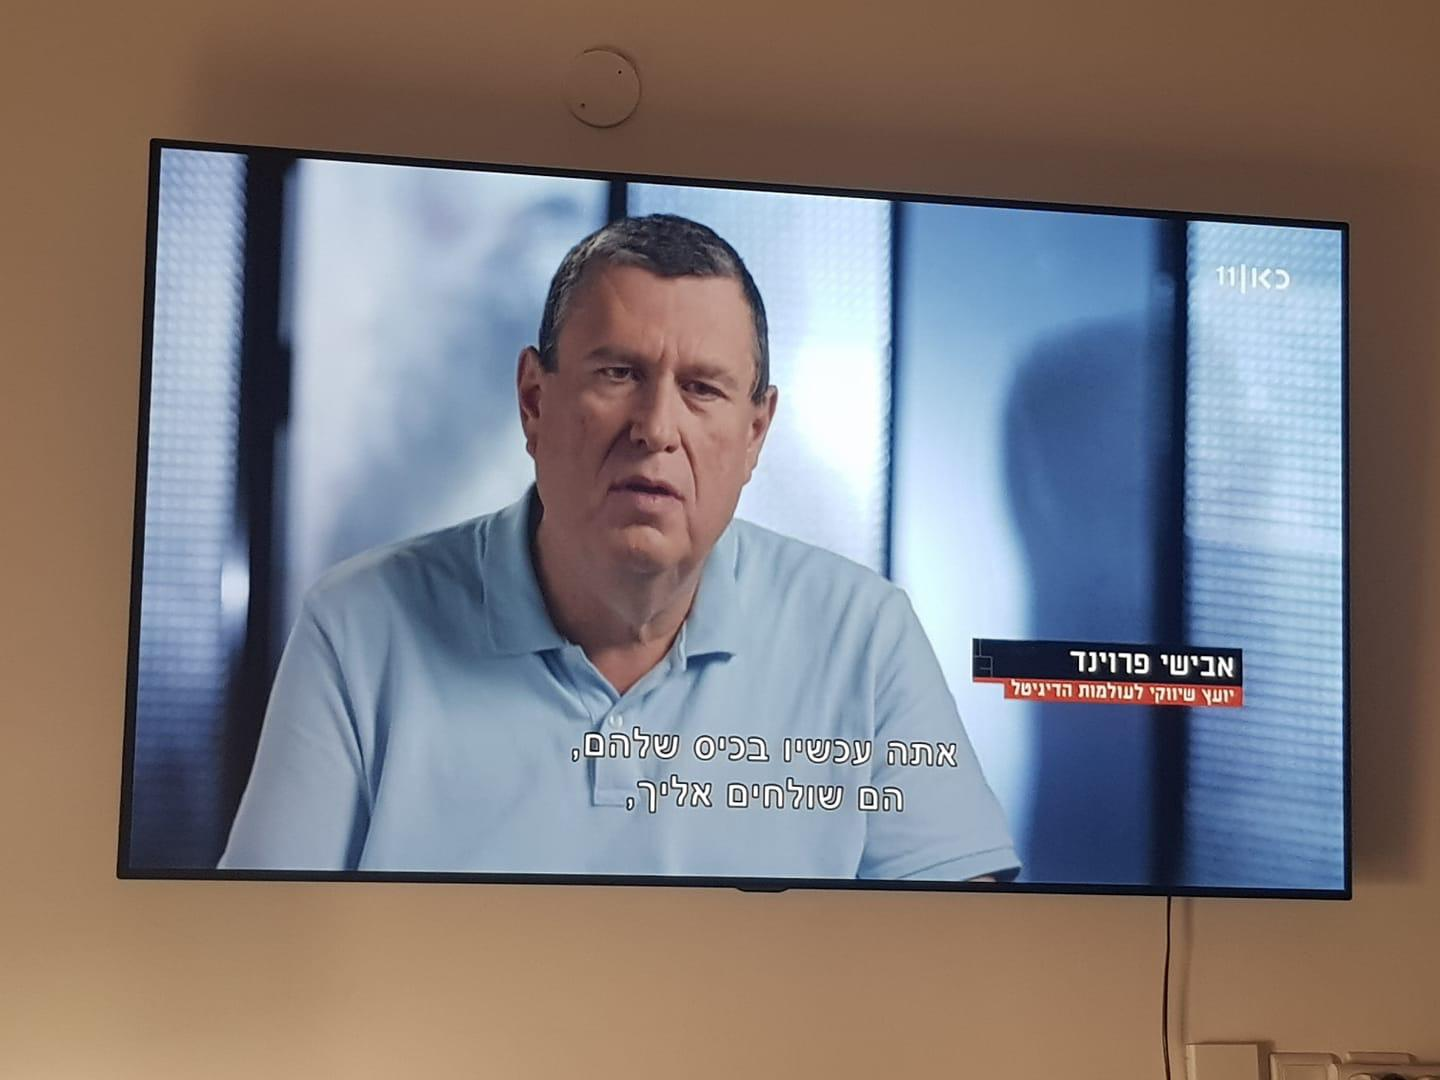 כאן|11
אבישי פרוינד
יועץ שיווקי לעולמות הדיגיטל
אתה עכשיו בכיס שלהם,
הם שולחים אליך,